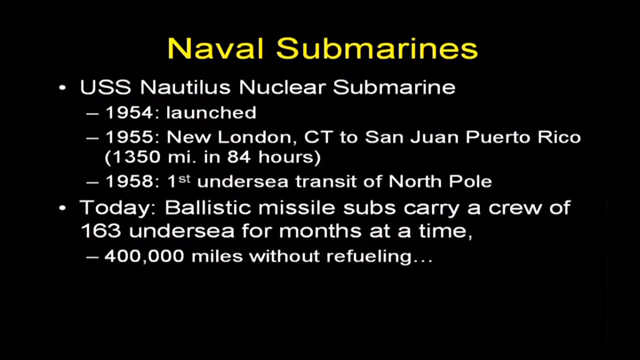 Naval Submarines
• USS Nautilus Nuclear Submarine
– 1954: launched
– 1955: New London, CT to San Juan Puerto Rico
(1350 mi. in 84 hours)
– 1958: 1st undersea transit of North Pole
• Today: Ballistic missile subs carry a crew of
163 undersea for months at a time,
– 400,000 miles without refueling…